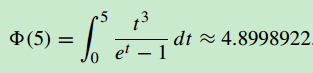 Φ(5) = ∫₀⁵ t³/(eᵗ − 1) dt ≈ 4.8998922